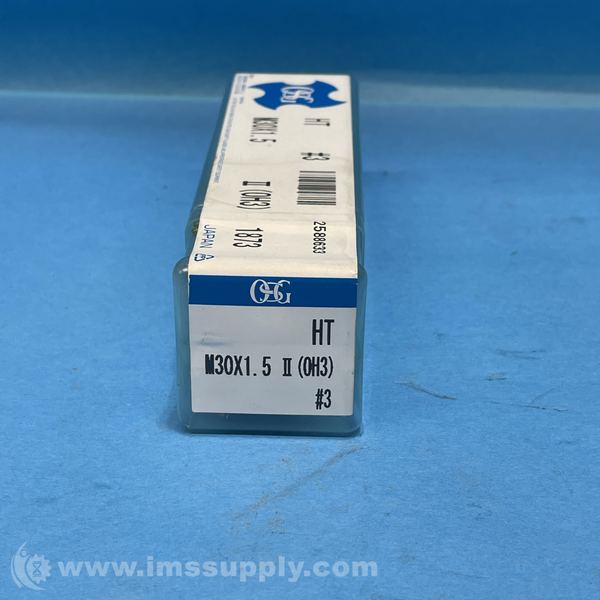 OSG
HT #3
M30X1.5 II (OH3) 1873
2588633
JAPAN
OSG
HT
M30X1.5 II (OH3)
#3
www.imssupply.com